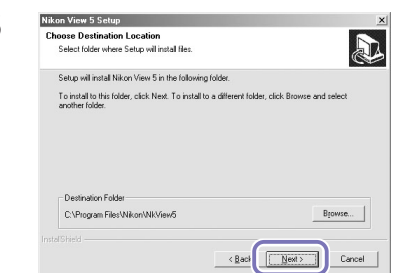 Nikon View 5 Setup
Choose Destination Location
Select folder where Setup will install files.
Setup will install Nikon View 5 in the following folder.
To install to this folder, click Next. To install to a different folder, click Browse and select
another folder.
Destination Folder
C:\Program Files\Nikon\NkView5
Browse...
InstallShield
< Back
Next >
Cancel